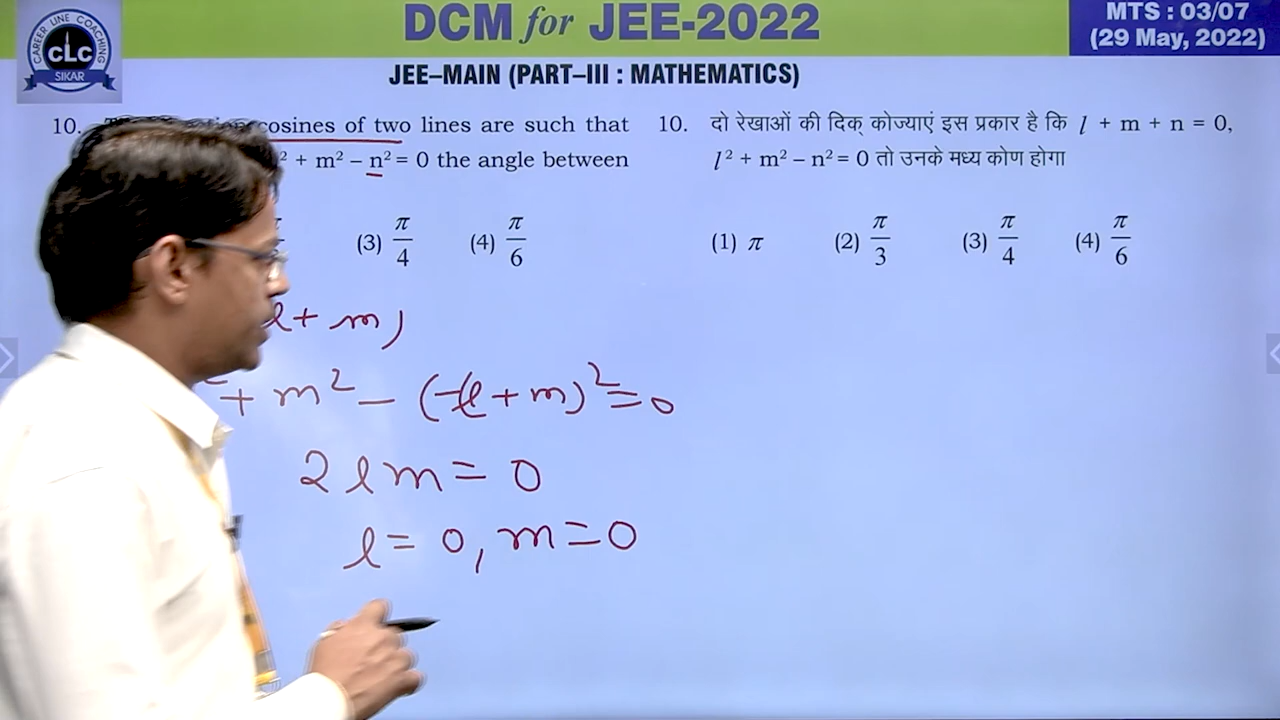 DCM for JEE-2022
MTS : 03/07
(29 May, 2022)
CAREER LINE COACHING
CLC
SIKAR
JEE–MAIN (PART–III : MATHEMATICS)
10. cosines of two lines are such that
² + m² – n² = 0 the angle between
(3) π/4 (4) π/6
10. दो रेखाओं की दिक् कोज्याएं इस प्रकार है कि l + m + n = 0,
l² + m² – n² = 0 तो उनके मध्य कोण होगा
(1) π (2) π/3 (3) π/4 (4) π/6
l + m)
+ m² – (-(l + m)² = 0
2 l m = 0
l = 0, m = 0